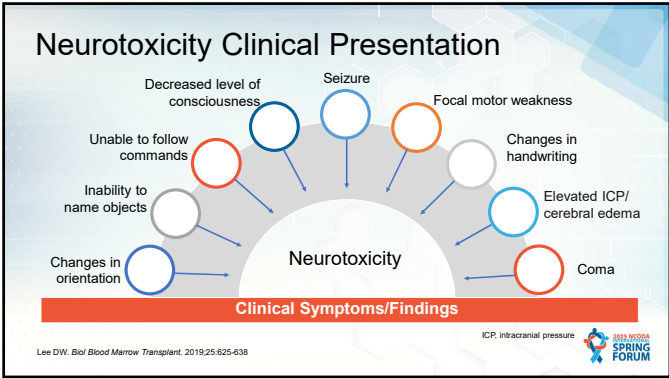 Neurotoxicity Clinical Presentation
Decreased level of
consciousness
Seizure
Focal motor weakness
Unable to follow
commands
Changes in
handwriting
Inability to
name objects
Elevated ICP/
cerebral edema
Changes in
orientation
Neurotoxicity
Coma
Clinical Symptoms/Findings
ICP, intracranial pressure
Lee DW. Biol Blood Marrow Transplant. 2019;25:625-638
2025 NCODA
INTERNATIONAL
SPRING
FORUM